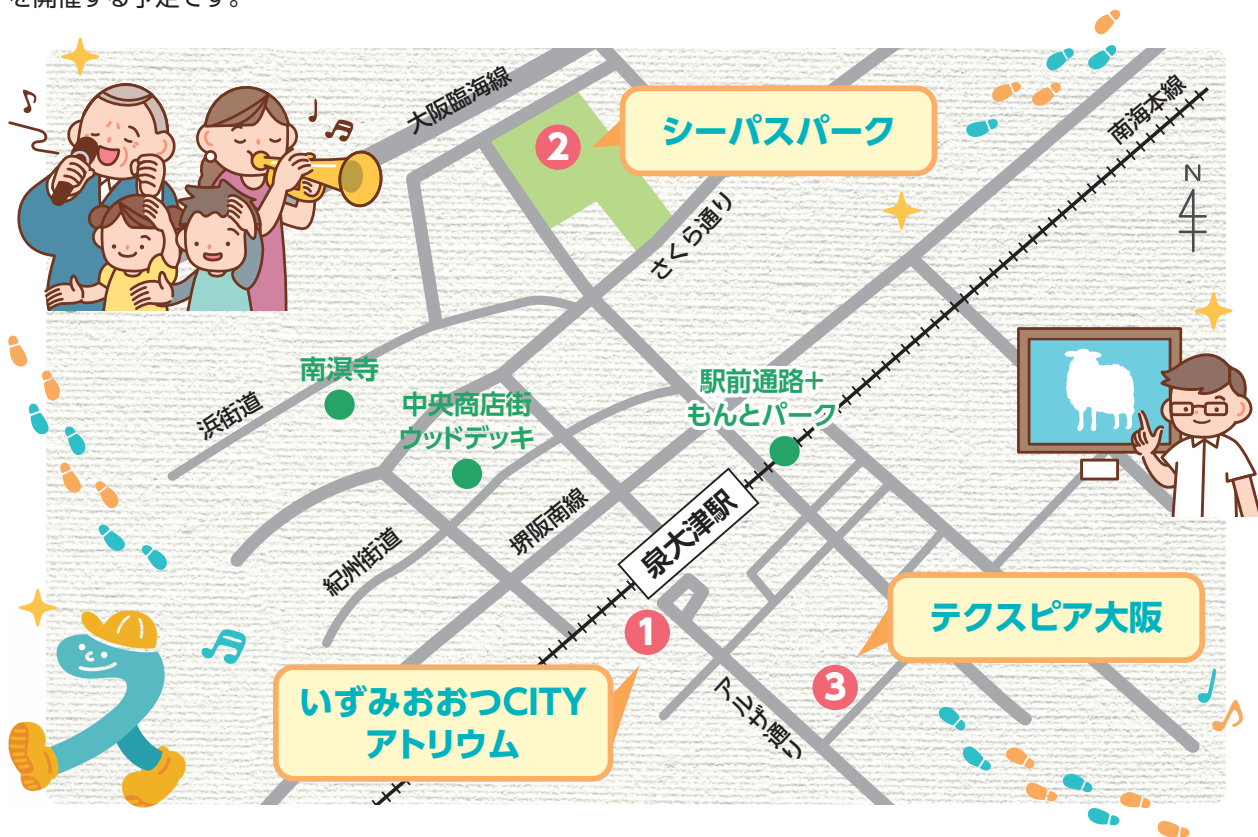 を開催する予定です。
大阪臨海線
南海本線
N
2
シーパスパーク
さくら通り
南溟寺
浜街道
中央商店街
ウッドデッキ
駅前通路+
もんとパーク
堺阪南線
紀州街道
泉大津駅
1
いずみおおつCITY
アトリウム
アルザ通り
3
テクスピア大阪